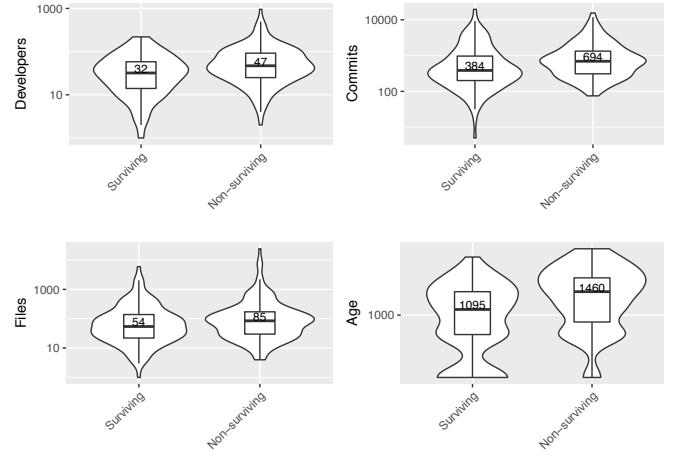 Developers
1000
10
32
47
Surviving
Non−surviving
Commits
10000
100
384
694
Surviving
Non−surviving
Files
1000
10
54
85
Surviving
Non−surviving
Age
1000
1095
1460
Surviving
Non−surviving